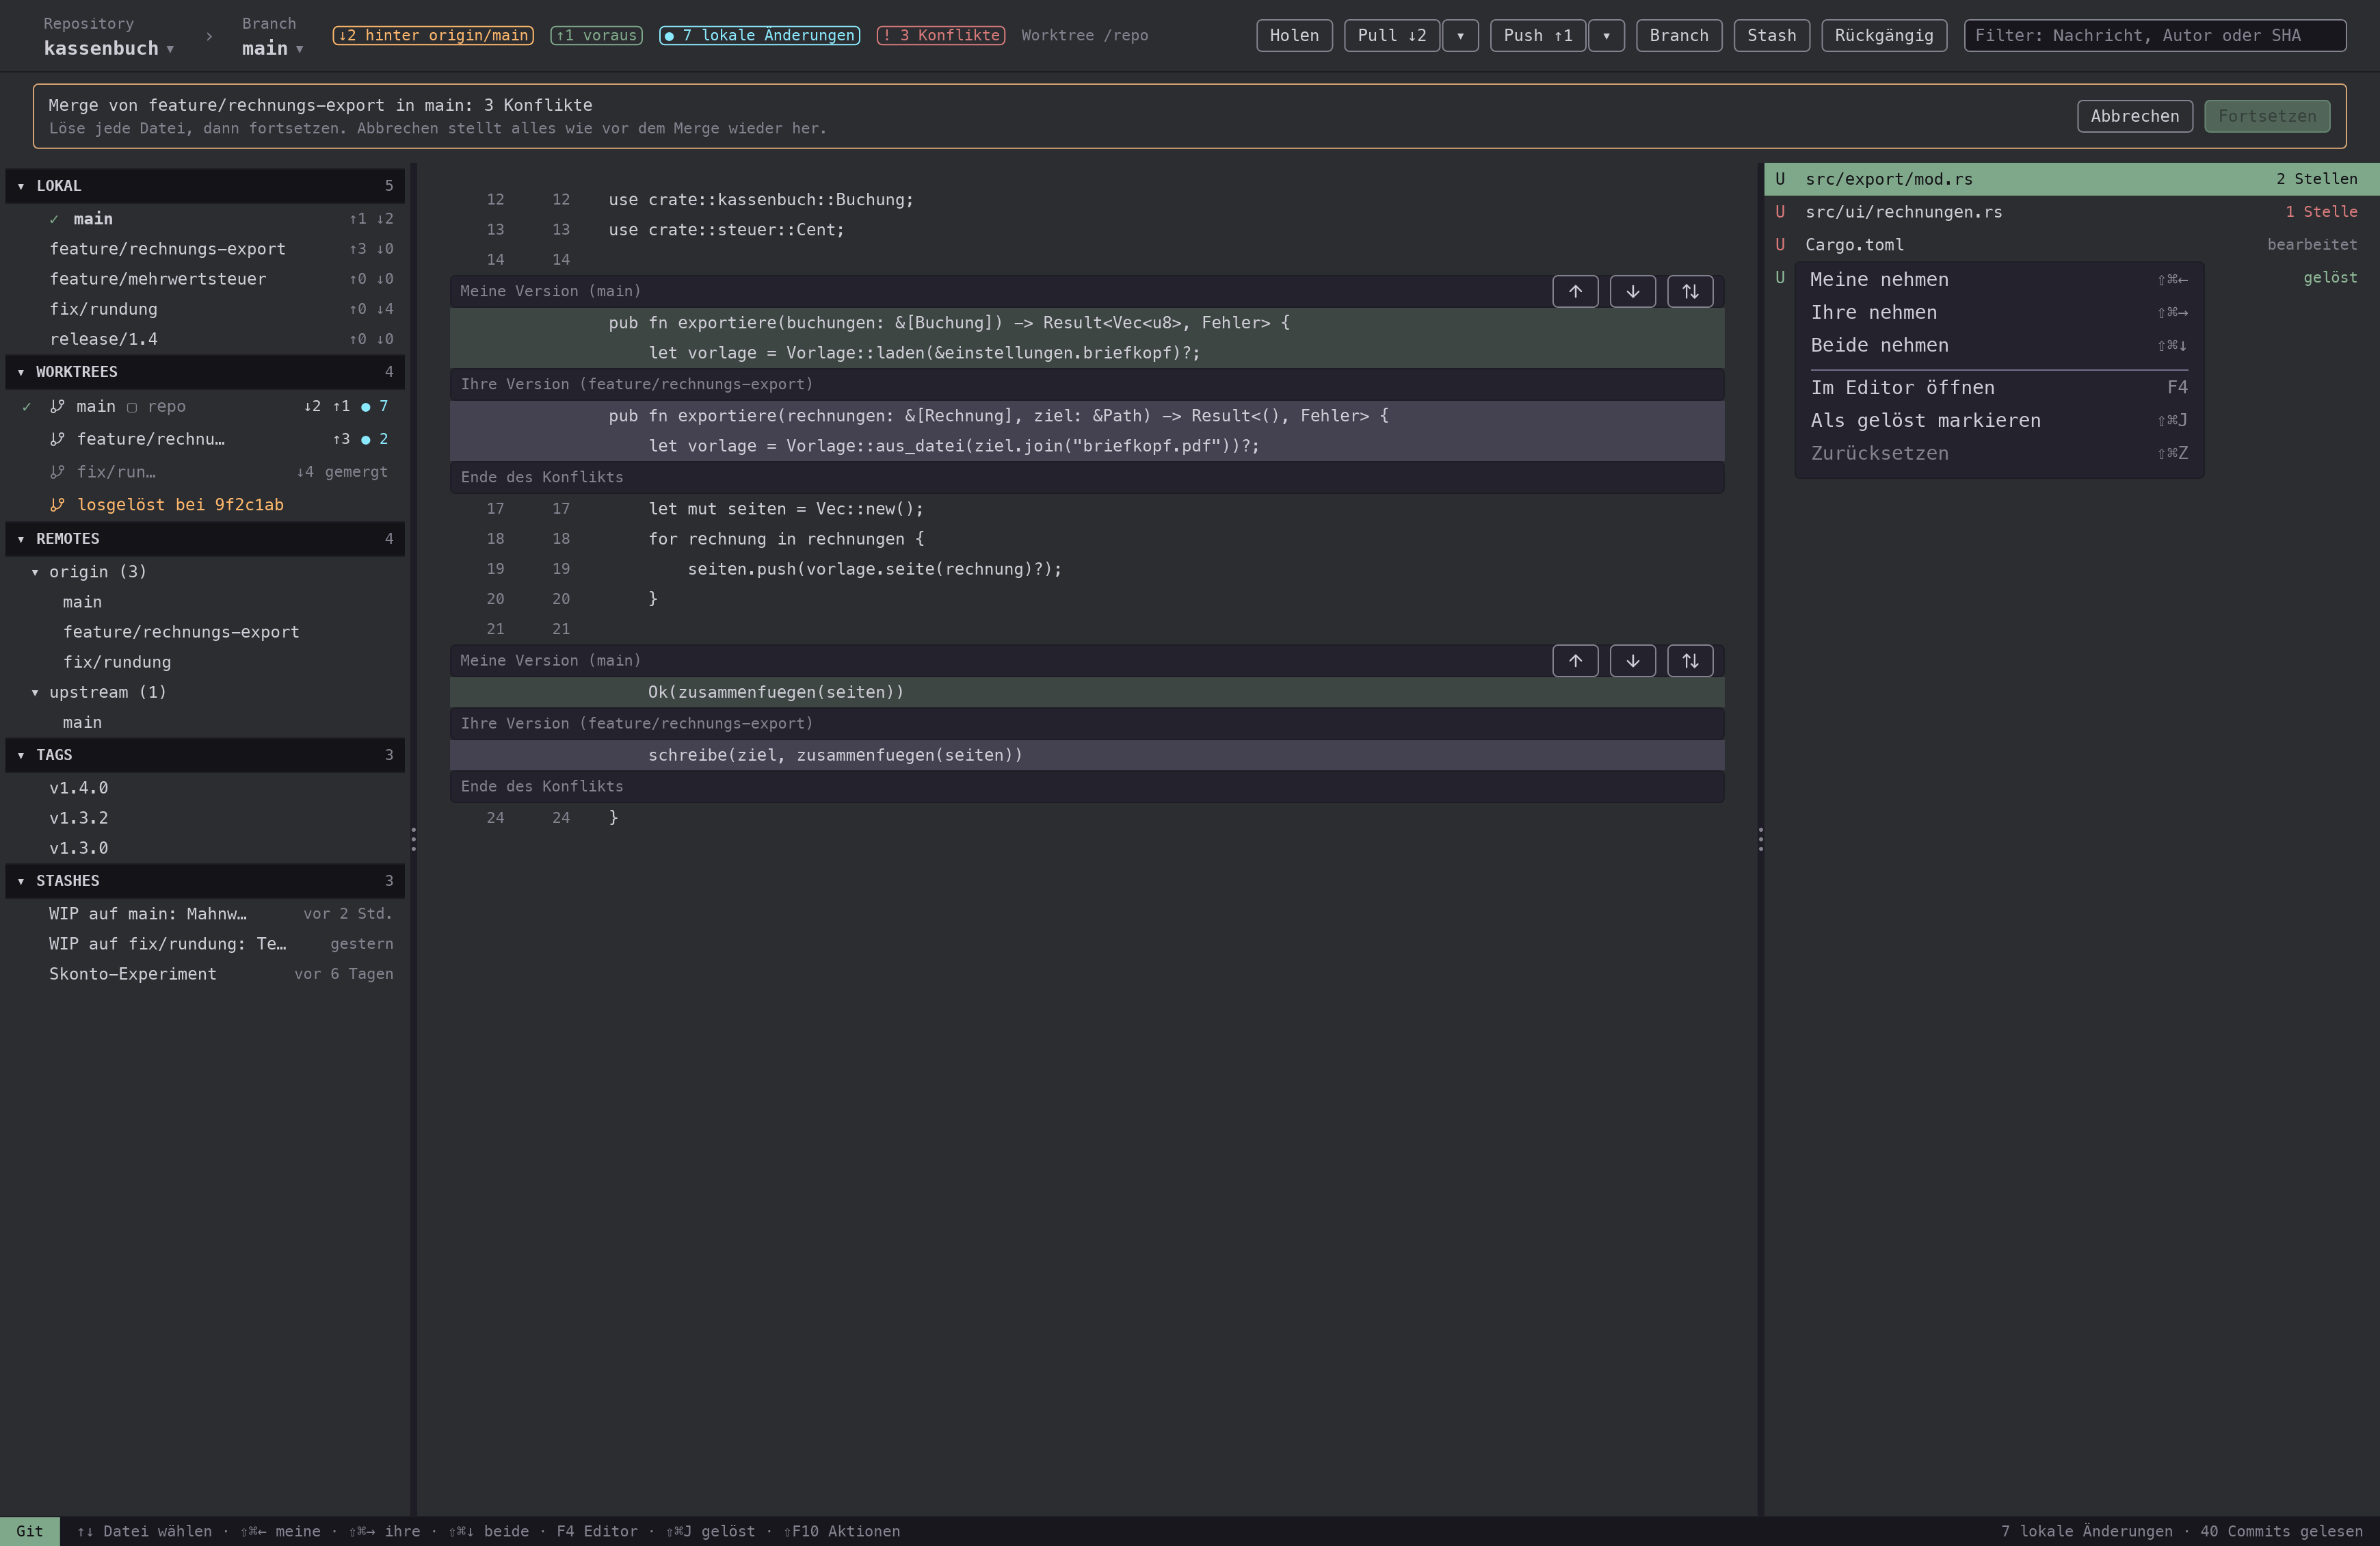 Repository
kassenbuch ▾
›
Branch
main ▾
↓2 hinter origin/main
↑1 voraus
● 7 lokale Änderungen
! 3 Konflikte
Worktree /repo
Holen
Pull ↓2
▾
Push ↑1
▾
Branch
Stash
Rückgängig
Filter: Nachricht, Autor oder SHA
Merge von feature/rechnungs-export in main: 3 Konflikte
Löse jede Datei, dann fortsetzen. Abbrechen stellt alles wie vor dem Merge wieder her.
Abbrechen
Fortsetzen
▾ LOKAL 5
✓ main ↑1 ↓2
feature/rechnungs-export ↑3 ↓0
feature/mehrwertsteuer ↑0 ↓0
fix/rundung ↑0 ↓4
release/1.4 ↑0 ↓0
▾ WORKTREES 4
✓ main ▢ repo ↓2 ↑1 ● 7
feature/rechnu… ↑3 ● 2
fix/run… ↓4 gemergt
losgelöst bei 9f2c1ab
▾ REMOTES 4
▾ origin (3)
main
feature/rechnungs-export
fix/rundung
▾ upstream (1)
main
▾ TAGS 3
v1.4.0
v1.3.2
v1.3.0
▾ STASHES 3
WIP auf main: Mahnw… vor 2 Std.
WIP auf fix/rundung: Te… gestern
Skonto-Experiment vor 6 Tagen
12 12 use crate::kassenbuch::Buchung;
13 13 use crate::steuer::Cent;
14 14
Meine Version (main) ↑ ↓ ⇅
pub fn exportiere(buchungen: &[Buchung]) -> Result<Vec<u8>, Fehler> {
let vorlage = Vorlage::laden(&einstellungen.briefkopf)?;
Ihre Version (feature/rechnungs-export)
pub fn exportiere(rechnungen: &[Rechnung], ziel: &Path) -> Result<(), Fehler> {
let vorlage = Vorlage::aus_datei(ziel.join("briefkopf.pdf"))?;
Ende des Konflikts
17 17 let mut seiten = Vec::new();
18 18 for rechnung in rechnungen {
19 19 seiten.push(vorlage.seite(rechnung)?);
20 20 }
21 21
Meine Version (main) ↑ ↓ ⇅
Ok(zusammenfuegen(seiten))
Ihre Version (feature/rechnungs-export)
schreibe(ziel, zusammenfuegen(seiten))
Ende des Konflikts
24 24 }
U src/export/mod.rs 2 Stellen
U src/ui/rechnungen.rs 1 Stelle
U Cargo.toml bearbeitet
U gelöst
Meine nehmen ⇧⌘←
Ihre nehmen ⇧⌘→
Beide nehmen ⇧⌘↓
Im Editor öffnen F4
Als gelöst markieren ⇧⌘J
Zurücksetzen ⇧⌘Z
Git ↑↓ Datei wählen · ⇧⌘← meine · ⇧⌘→ ihre · ⇧⌘↓ beide · F4 Editor · ⇧⌘J gelöst · ⇧F10 Aktionen
7 lokale Änderungen · 40 Commits gelesen